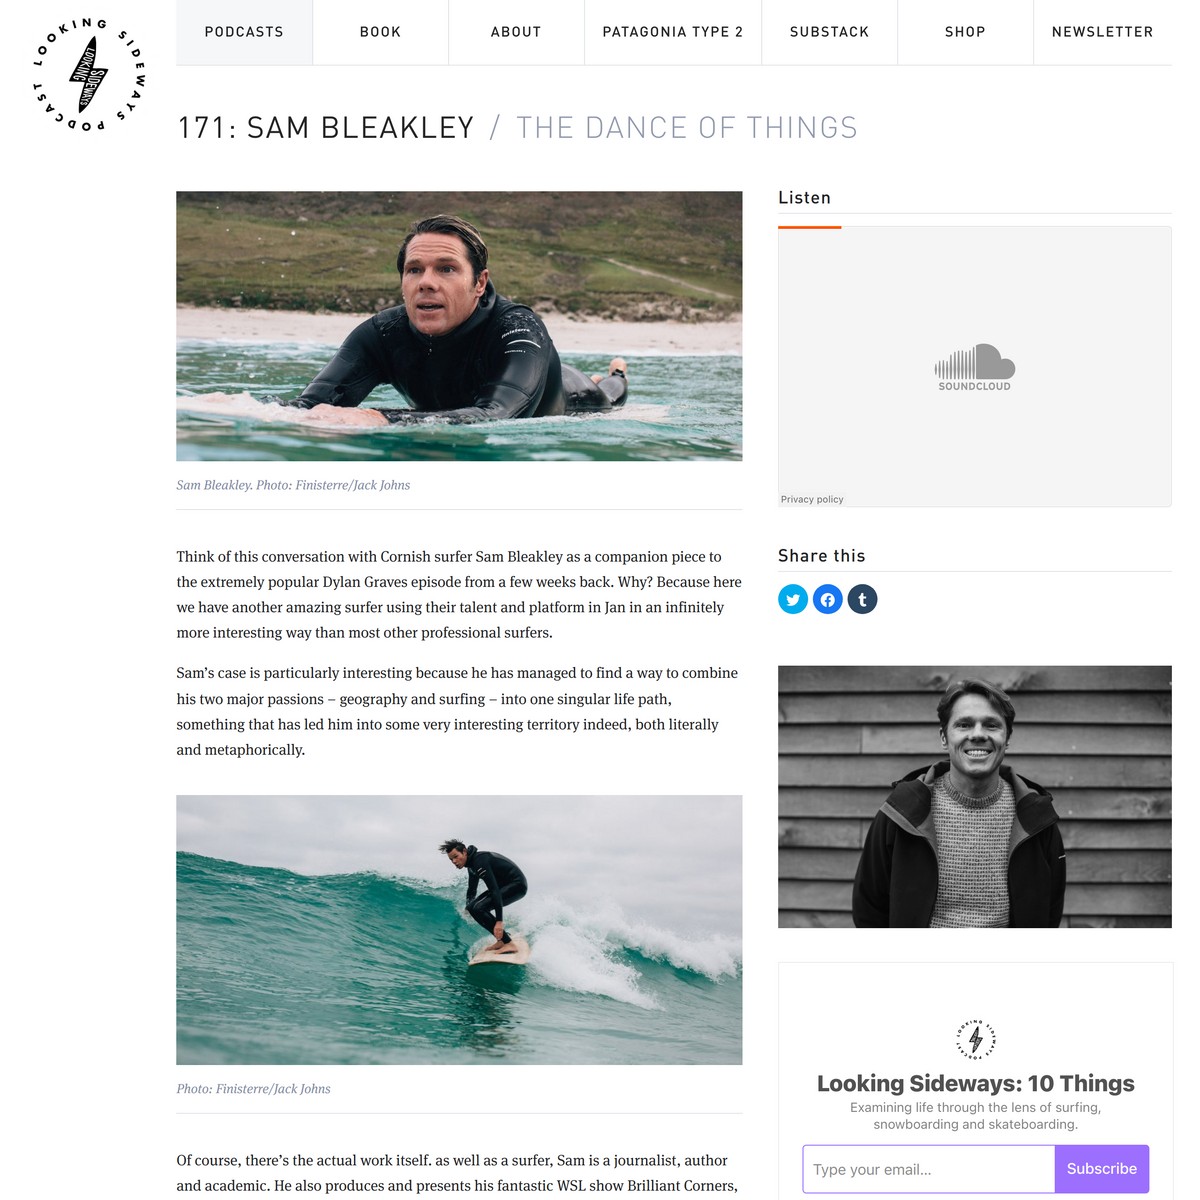 LOOKING SIDEWAYS PODCAST
LOOKING
SIDEWAYS
PODCASTS
BOOK
ABOUT
PATAGONIA TYPE 2
SUBSTACK
SHOP
NEWSLETTER
171: SAM BLEAKLEY / THE DANCE OF THINGS
finisterre
Sam Bleakley. Photo: Finisterre/Jack Johns
Think of this conversation with Cornish surfer Sam Bleakley as a companion piece to
the extremely popular Dylan Graves episode from a few weeks back. Why? Because here
we have another amazing surfer using their talent and platform in Jan in an infinitely
more interesting way than most other professional surfers.
Sam’s case is particularly interesting because he has managed to find a way to combine
his two major passions – geography and surfing – into one singular life path,
something that has led him into some very interesting territory indeed, both literally
and metaphorically.
Photo: Finisterre/Jack Johns
Of course, there’s the actual work itself. as well as a surfer, Sam is a journalist, author
and academic. He also produces and presents his fantastic WSL show Brilliant Corners,
Listen
SOUNDCLOUD
Privacy policy
Share this
LOOKING SIDEWAYS PODCAST
Looking Sideways: 10 Things
Examining life through the lens of surfing,
snowboarding and skateboarding.
Type your email...
Subscribe